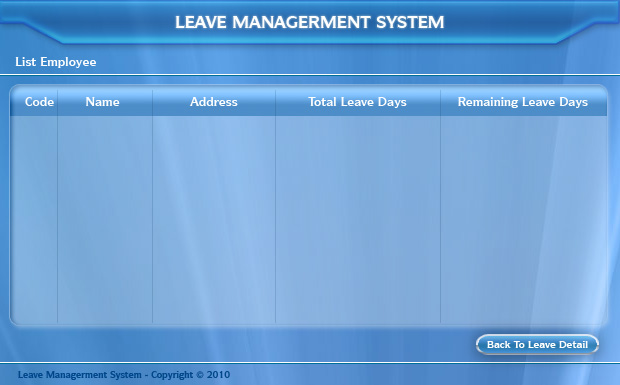 LEAVE MANAGERMENT SYSTEM
List Employee
Code Name Address Total Leave Days Remaining Leave Days
Back To Leave Detail
Leave Managerment System - Copyright © 2010